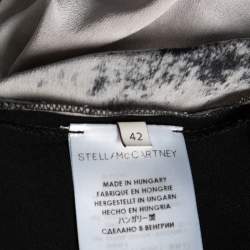 42
STELLA McCARTNEY
MADE IN HUNGARY
FABRIQUE EN HONGRIE
HERGESTELLT IN UNGARN
HECHO EN HUNGRIA
ハンガリー製
СДЕЛАНО В ВЕНГРИИ